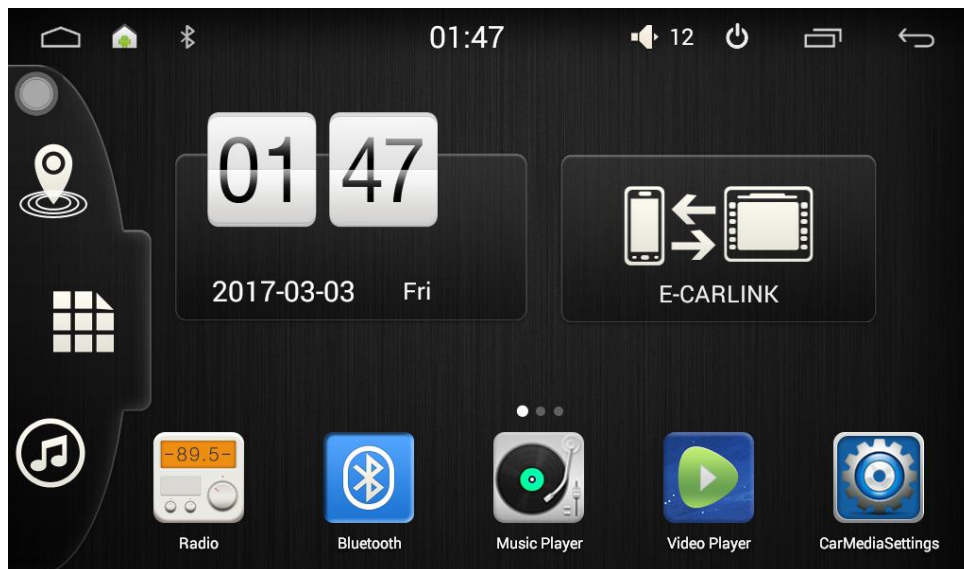 01:47
12
01 47
2017-03-03 Fri
E-CARLINK
-89.5-
Radio
Bluetooth
Music Player
Video Player
CarMediaSettings